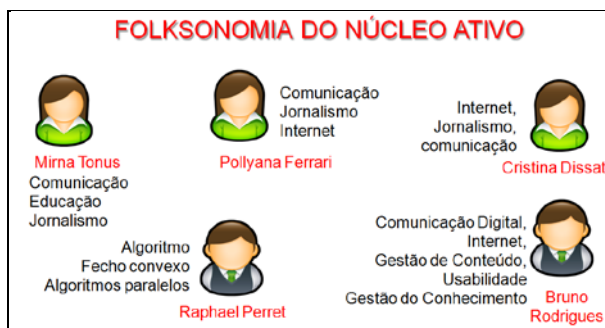 FOLKSONOMIA DO NÚCLEO ATIVO
Mirna Tonus
Comunicação
Educação
Jornalismo
Comunicação
Jornalismo
Internet
Pollyana Ferrari
Internet,
Jornalismo,
comunicação
Cristina Dissat
Algoritmo
Fecho convexo
Algoritmos paralelos
Raphael Perret
Comunicação Digital,
Internet,
Gestão de Conteúdo,
Usabilidade
Gestão do Conhecimento
Bruno
Rodrigues